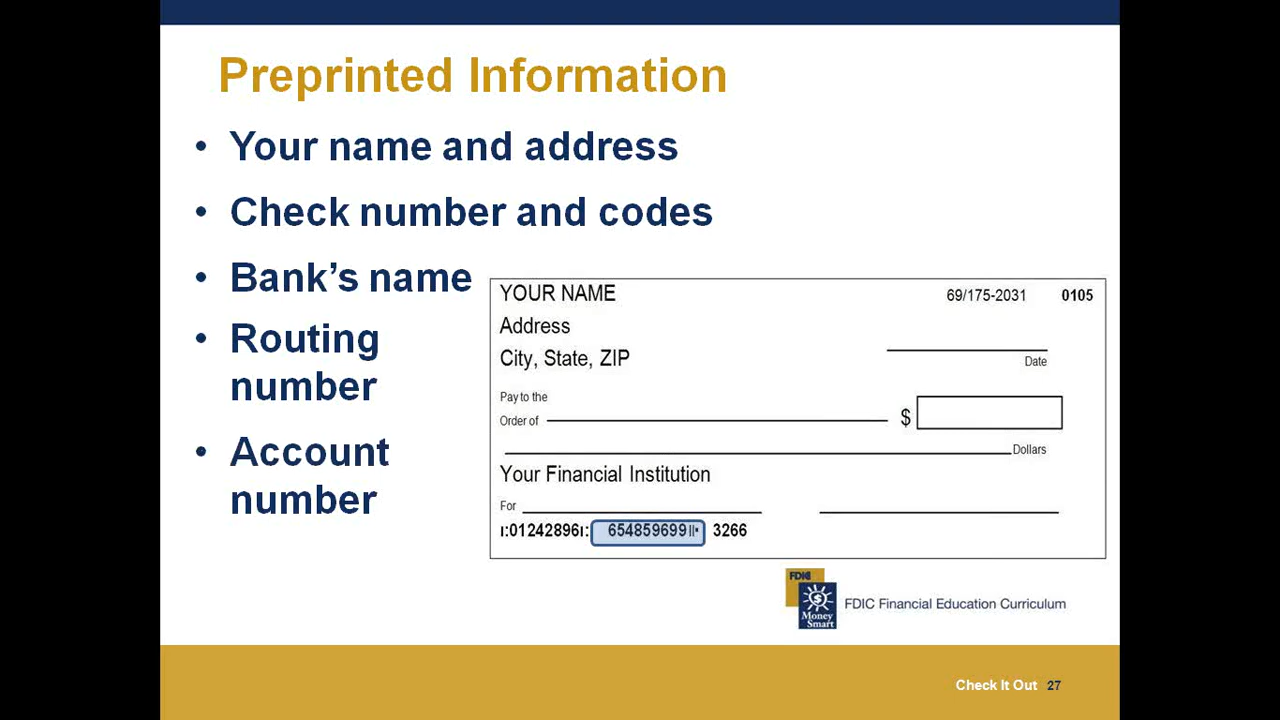 Preprinted Information
• Your name and address
• Check number and codes
• Bank's name
• Routing
number
• Account
number
YOUR NAME 69/175-2031 0105
Address
City, State, ZIP
Date
Pay to the
Order of $
Dollars
Your Financial Institution
For
ı:01242896ı: 654859699||• 3266
FDIC
Money
Smart
FDIC Financial Education Curriculum
Check It Out 27